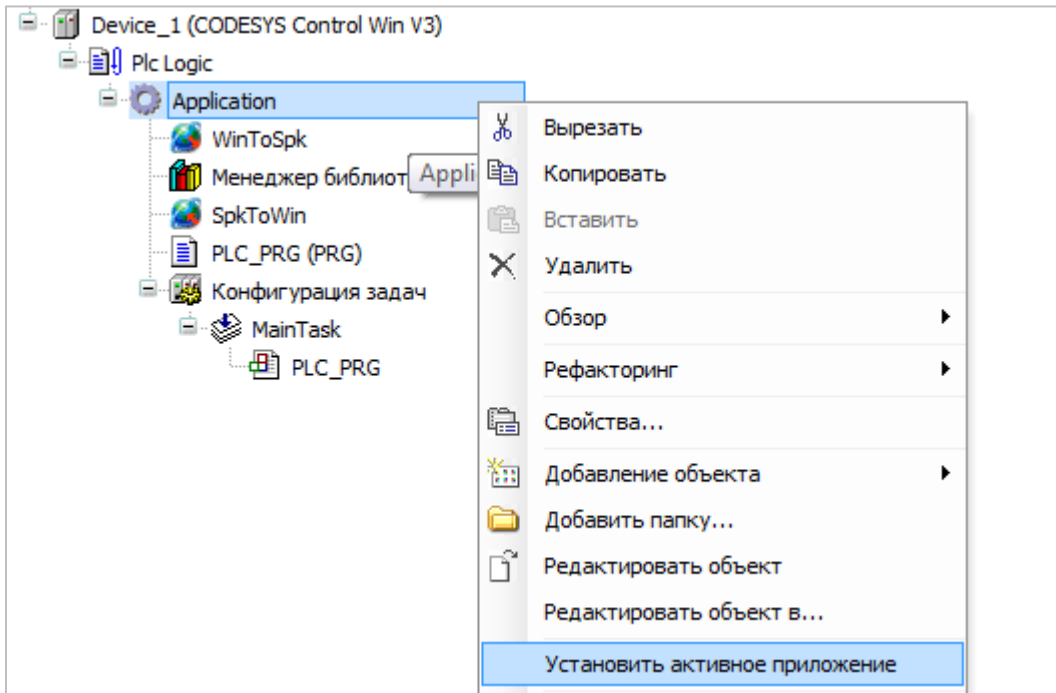 Device_1 (CODESYS Control Win V3)
Plc Logic
Application
WinToSpk
Менеджер библиот
Appli
SpkToWin
PLC_PRG (PRG)
Конфигурация задач
MainTask
PLC_PRG
Вырезать
Копировать
Вставить
Удалить
Обзор
Рефакторинг
Свойства...
Добавление объекта
Добавить папку...
Редактировать объект
Редактировать объект в...
Установить активное приложение